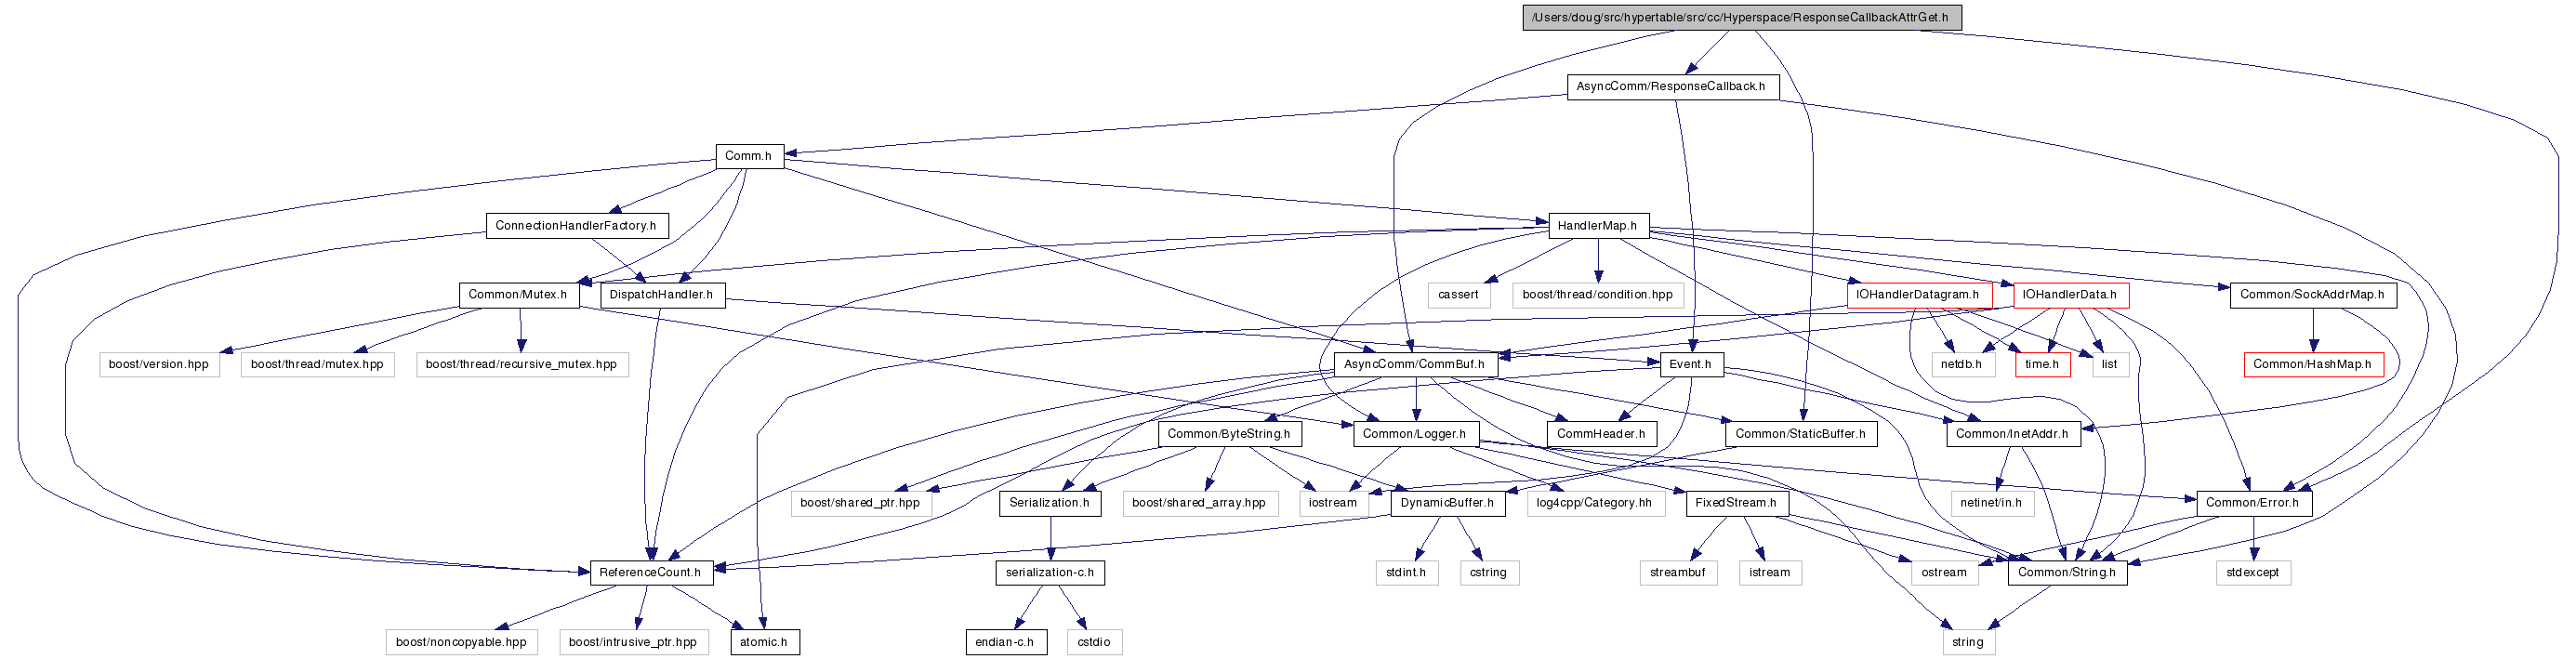 /Users/doug/src/hypertable/src/cc/Hyperspace/ResponseCallbackAttrGet.h
AsyncComm/ResponseCallback.h
Comm.h
ConnectionHandlerFactory.h
HandlerMap.h
Common/Mutex.h
DispatchHandler.h
cassert
boost/thread/condition.hpp
IOHandlerDatagram.h
IOHandlerData.h
Common/SockAddrMap.h
boost/version.hpp
boost/thread/mutex.hpp
boost/thread/recursive_mutex.hpp
AsyncComm/CommBuf.h
Event.h
netdb.h
time.h
list
Common/HashMap.h
Common/ByteString.h
Common/Logger.h
CommHeader.h
Common/StaticBuffer.h
Common/InetAddr.h
boost/shared_ptr.hpp
Serialization.h
boost/shared_array.hpp
iostream
DynamicBuffer.h
log4cpp/Category.hh
FixedStream.h
netinet/in.h
Common/Error.h
ReferenceCount.h
serialization-c.h
stdint.h
cstring
streambuf
istream
ostream
Common/String.h
stdexcept
boost/noncopyable.hpp
boost/intrusive_ptr.hpp
atomic.h
endian-c.h
cstdio
string